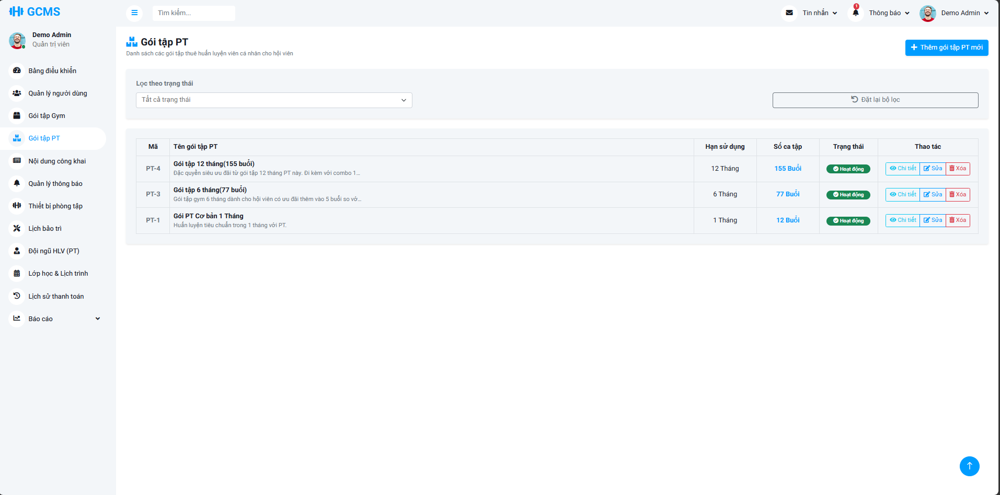 GCMS
Tìm kiếm...
Tin nhắn
1
Thông báo
Demo Admin
Demo Admin
Quản trị viên
Bảng điều khiển
Quản lý người dùng
Gói tập Gym
Gói tập PT
Nội dung công khai
Quản lý thông báo
Thiết bị phòng tập
Lịch bảo trì
Đội ngũ HLV (PT)
Lớp học & Lịch trình
Lịch sử thanh toán
Báo cáo
Gói tập PT
Danh sách các gói tập thuê huấn luyện viên cá nhân cho hội viên
Thêm gói tập PT mới
Lọc theo trạng thái
Tất cả trạng thái
Đặt lại bộ lọc
Mã Tên gói tập PT Hạn sử dụng Số ca tập Trạng thái Thao tác
PT-4 Gói tập 12 tháng(155 buổi) 12 Tháng 155 Buổi Hoạt động Chi tiết Sửa Xóa
Đặc quyền siêu ưu đãi từ gói tập 12 tháng PT này. Đi kèm với combo 1...
PT-3 Gói tập 6 tháng(77 buổi) 6 Tháng 77 Buổi Hoạt động Chi tiết Sửa Xóa
Gói tập gym 6 tháng dành cho hội viên có ưu đãi thêm vào 5 buổi so vớ...
PT-1 Gói PT Cơ bản 1 Tháng 1 Tháng 12 Buổi Hoạt động Chi tiết Sửa Xóa
Huấn luyện tiêu chuẩn trong 1 tháng với PT.